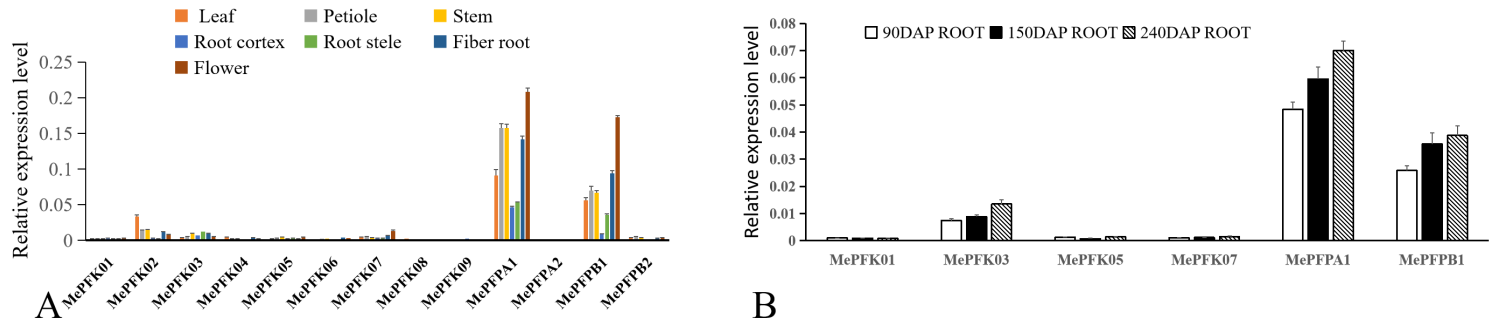 Leaf Petiole Stem
Root cortex Root stele Fiber root
Flower
Relative expression level
0.25
0.2
0.15
0.1
0.05
0
MePFK01 MePFK02 MePFK03 MePFK04 MePFK05 MePFK06 MePFK07 MePFK08 MePFK09 MePFPA1 MePFPA2 MePFPB1 MePFPB2
A
90DAP ROOT 150DAP ROOT 240DAP ROOT
Relative expression level
0.08
0.07
0.06
0.05
0.04
0.03
0.02
0.01
0
MePFK01 MePFK03 MePFK05 MePFK07 MePFPA1 MePFPB1
B